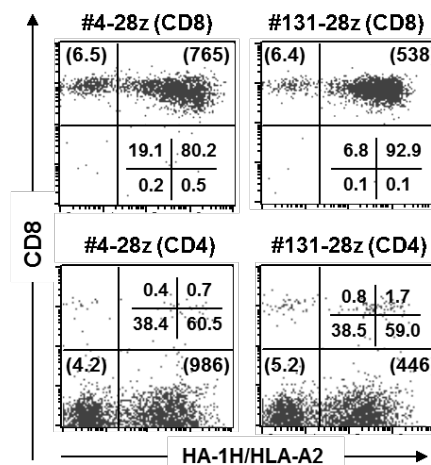 #4-28z (CD8) #131-28z (CD8)
(6.5) (765) (6.4) (538
19.1 80.2 6.8 92.9
0.2 0.5 0.1 0.1
CD8
#4-28z (CD4) #131-28z (CD4)
0.4 0.7 0.8 1.7
38.4 60.5 38.5 59.0
(4.2) (986) (5.2) (446)
HA-1H/HLA-A2